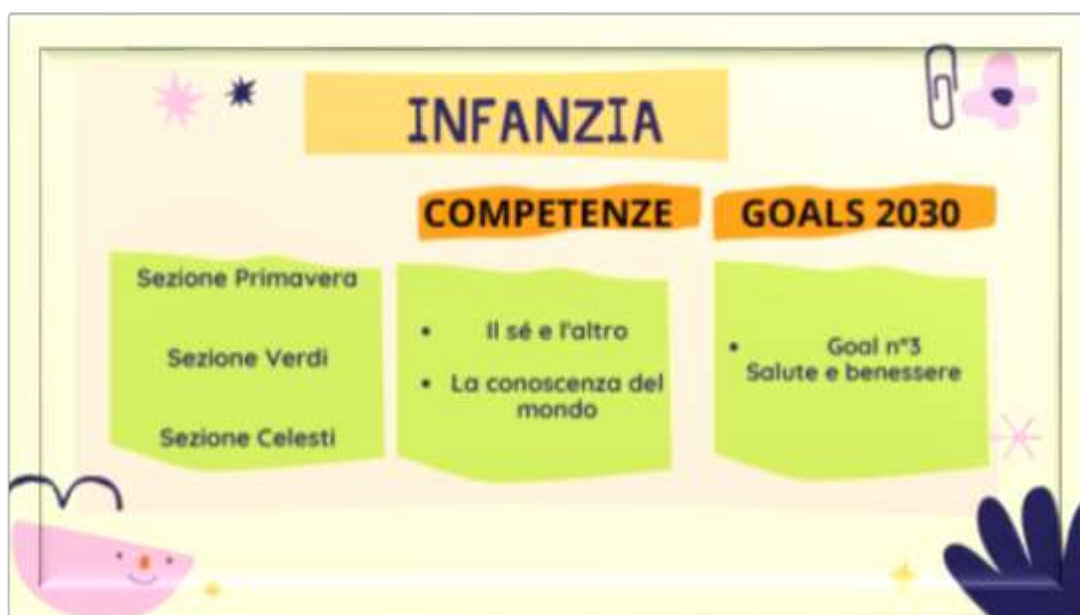 INFANZIA
COMPETENZE
GOALS 2030
Sezione Primavera
Sezione Verdi
Sezione Celesti
• Il sé e l'altro
• La conoscenza del
mondo
• Goal n°3
Salute e benessere